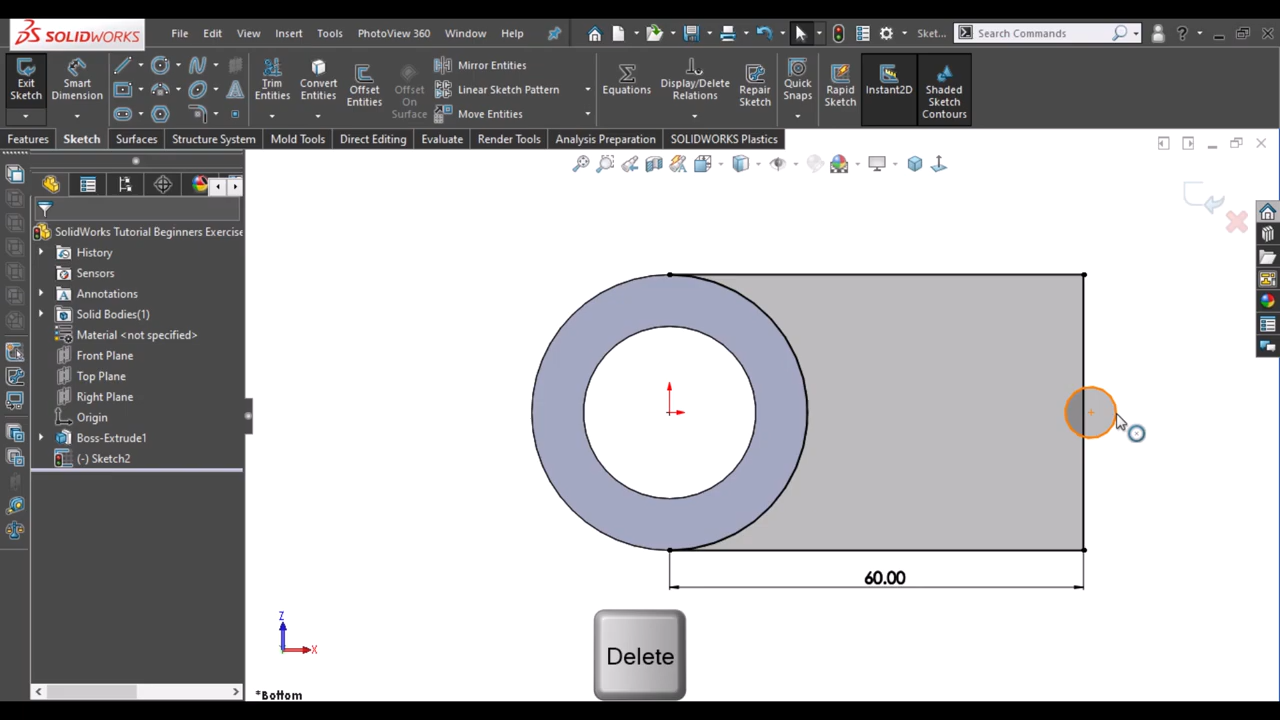 SOLIDWORKS File Edit View Insert Tools PhotoView 360 Window Help Sket... Search Commands ?
Exit Sketch
Smart Dimension
Trim Entities
Convert Entities
Offset Entities
Offset On Surface
Mirror Entities
Linear Sketch Pattern
Move Entities
Equations
Display/Delete Relations
Repair Sketch
Quick Snaps
Rapid Sketch
Instant2D
Shaded Sketch Contours
Features Sketch Surfaces Structure System Mold Tools Direct Editing Evaluate Render Tools Analysis Preparation SOLIDWORKS Plastics
SolidWorks Tutorial Beginners Exercise
History
Sensors
Annotations
Solid Bodies(1)
Material <not specified>
Front Plane
Top Plane
Right Plane
Origin
Boss-Extrude1
(-) Sketch2
60.00
Z
X
Delete
*Bottom